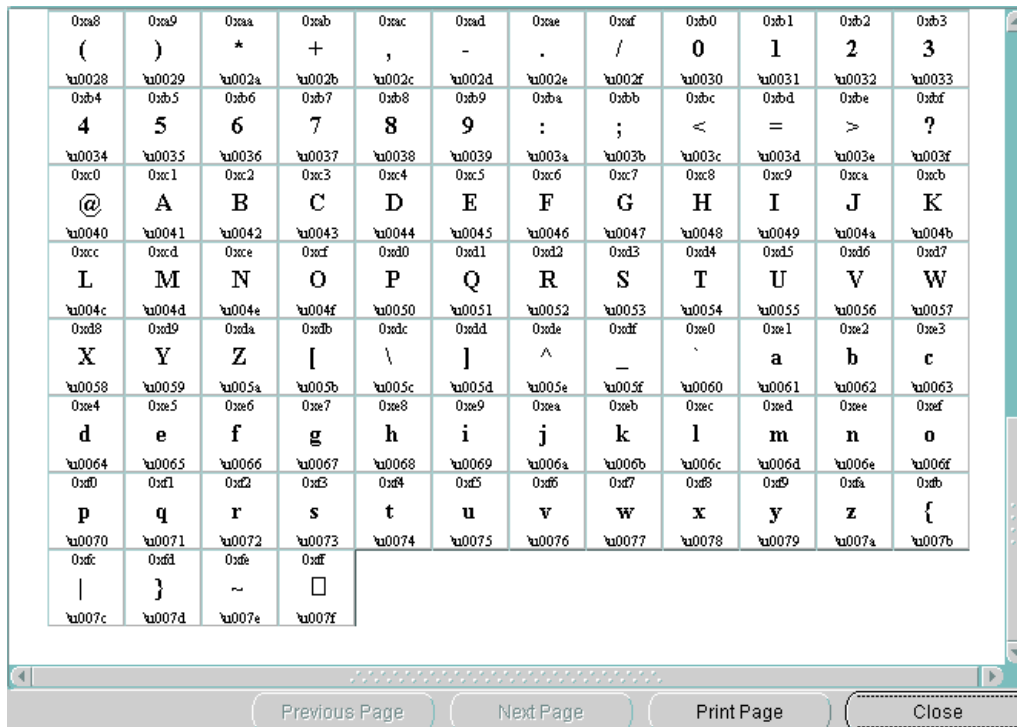 0xa8 0xa9 0xaa 0xab 0xac 0xad 0xae 0xaf 0xb0 0xb1 0xb2 0xb3
( ) * + , - . / 0 1 2 3
\u0028 \u0029 \u002a \u002b \u002c \u002d \u002e \u002f \u0030 \u0031 \u0032 \u0033
0xb4 0xb5 0xb6 0xb7 0xb8 0xb9 0xba 0xbb 0xbc 0xbd 0xbe 0xbf
4 5 6 7 8 9 : ; < = > ?
\u0034 \u0035 \u0036 \u0037 \u0038 \u0039 \u003a \u003b \u003c \u003d \u003e \u003f
0xc0 0xc1 0xc2 0xc3 0xc4 0xc5 0xc6 0xc7 0xc8 0xc9 0xca 0xcb
@ A B C D E F G H I J K
\u0040 \u0041 \u0042 \u0043 \u0044 \u0045 \u0046 \u0047 \u0048 \u0049 \u004a \u004b
0xcc 0xcd 0xce 0xcf 0xd0 0xd1 0xd2 0xd3 0xd4 0xd5 0xd6 0xd7
L M N O P Q R S T U V W
\u004c \u004d \u004e \u004f \u0050 \u0051 \u0052 \u0053 \u0054 \u0055 \u0056 \u0057
0xd8 0xd9 0xda 0xdb 0xdc 0xdd 0xde 0xdf 0xe0 0xe1 0xe2 0xe3
X Y Z [ \ ] ^ _ ` a b c
\u0058 \u0059 \u005a \u005b \u005c \u005d \u005e \u005f \u0060 \u0061 \u0062 \u0063
0xe4 0xe5 0xe6 0xe7 0xe8 0xe9 0xea 0xeb 0xec 0xed 0xee 0xef
d e f g h i j k l m n o
\u0064 \u0065 \u0066 \u0067 \u0068 \u0069 \u006a \u006b \u006c \u006d \u006e \u006f
0xf0 0xf1 0xf2 0xf3 0xf4 0xf5 0xf6 0xf7 0xf8 0xf9 0xfa 0xfb
p q r s t u v w x y z {
\u0070 \u0071 \u0072 \u0073 \u0074 \u0075 \u0076 \u0077 \u0078 \u0079 \u007a \u007b
0xfc 0xfd 0xfe 0xff
| } ~ □
\u007c \u007d \u007e \u007f
Previous Page Next Page Print Page Close